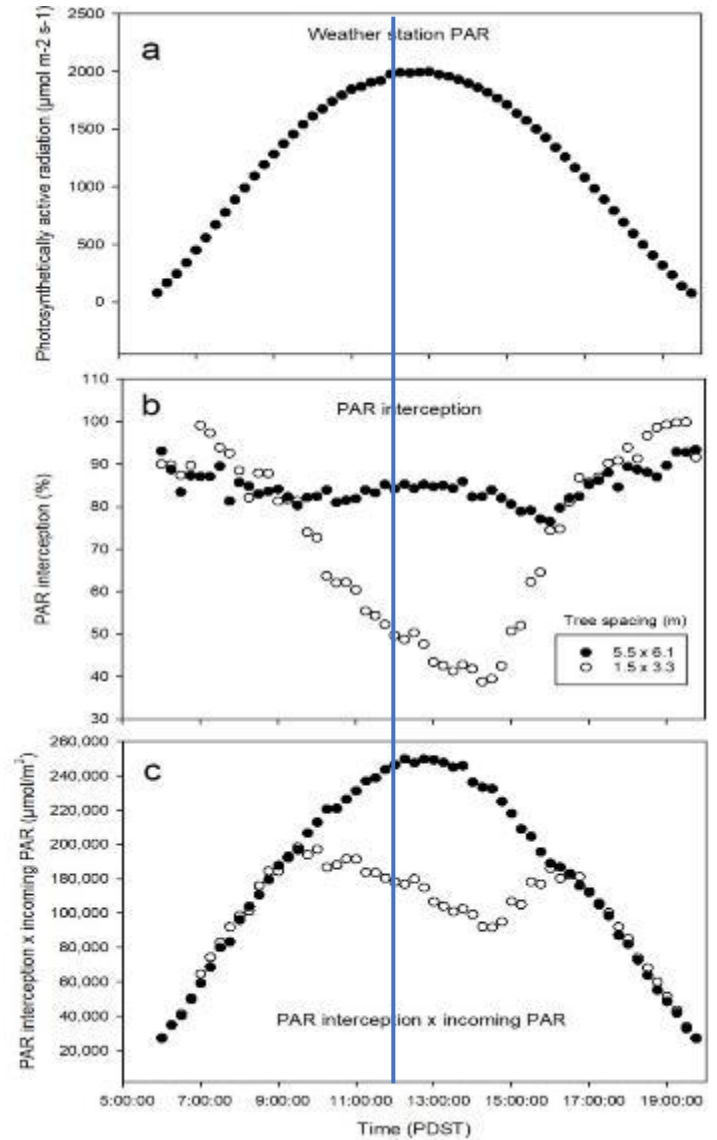 a
Weather station PAR
Photosynthetically active radiation (µmol m-2 s-1)
2500
2000
1500
1000
500
0
b
PAR interception
PAR interception (%)
110
100
90
80
70
60
50
40
30
Tree spacing (m)
5.5 x 6.1
1.5 x 3.3
c
PAR interception x incoming PAR (µmol/m²)
260,000
240,000
200,000
180,000
160,000
140,000
120,000
180,000
100,000
80,000
60,000
40,000
20,000
PAR interception x incoming PAR
5:00:00 7:00:00 9:00:00 11:00:00 13:00:00 15:00:00 17:00:00 19:00:00
Time (PDST)